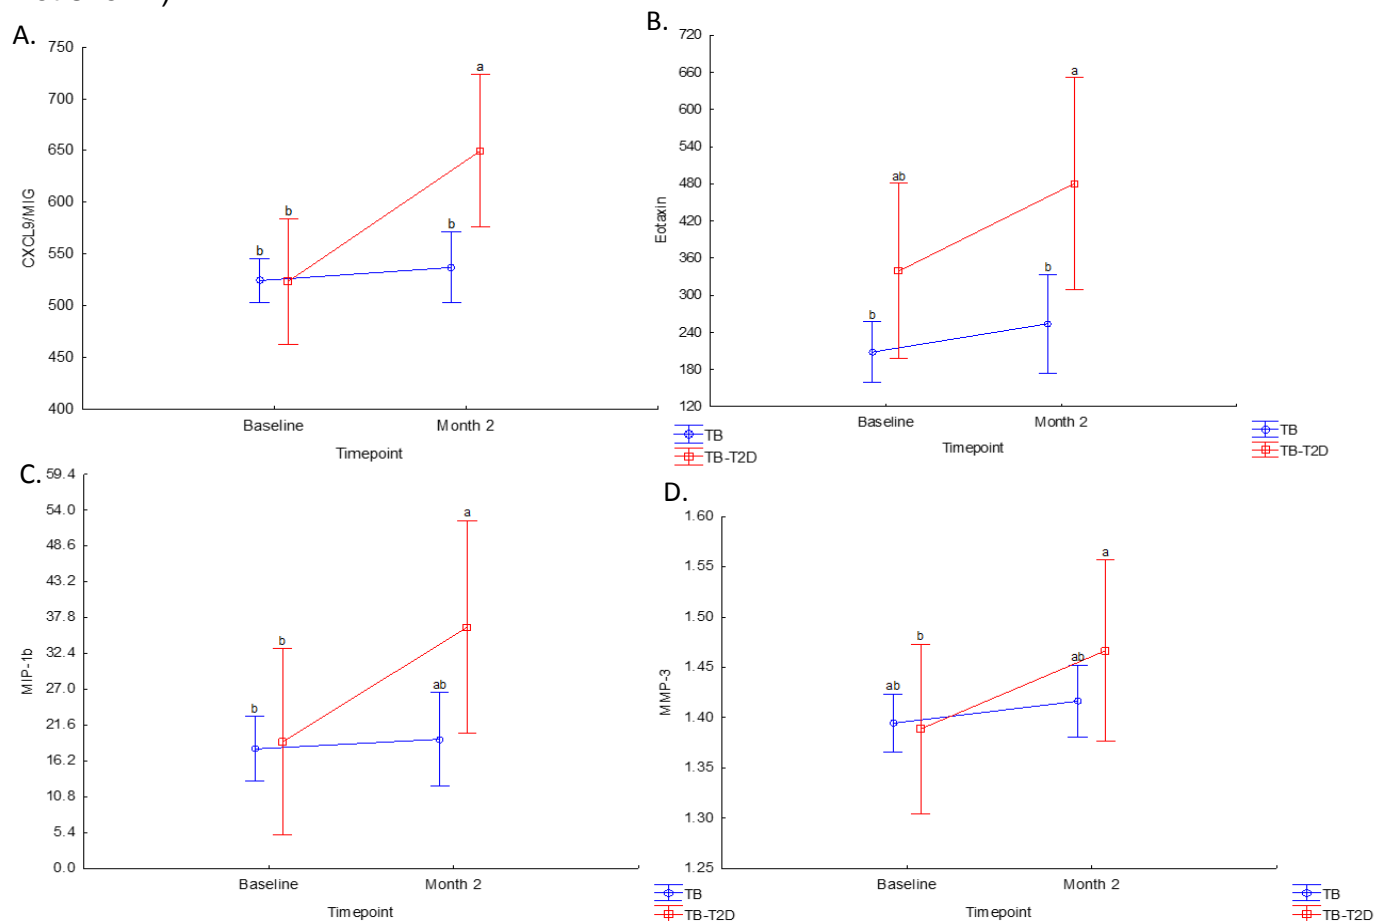 A.
750
700
650
600
550
500
450
400
CXCL9/MIG
b
b
b
a
Baseline
Month 2
Timepoint
TB
TB-T2D
B.
720
660
600
540
480
420
360
300
240
180
120
Eotaxin
b
ab
b
a
Baseline
Month 2
Timepoint
TB
TB-T2D
C.
59.4
54.0
48.6
43.2
37.8
32.4
27.0
21.6
16.2
10.8
5.4
0.0
MIP-1b
b
b
ab
a
Baseline
Month 2
Timepoint
TB
TB-T2D
D.
1.60
1.55
1.50
1.45
1.40
1.35
1.30
1.25
MMP-3
ab
b
ab
a
Baseline
Month 2
Timepoint
TB
TB-T2D